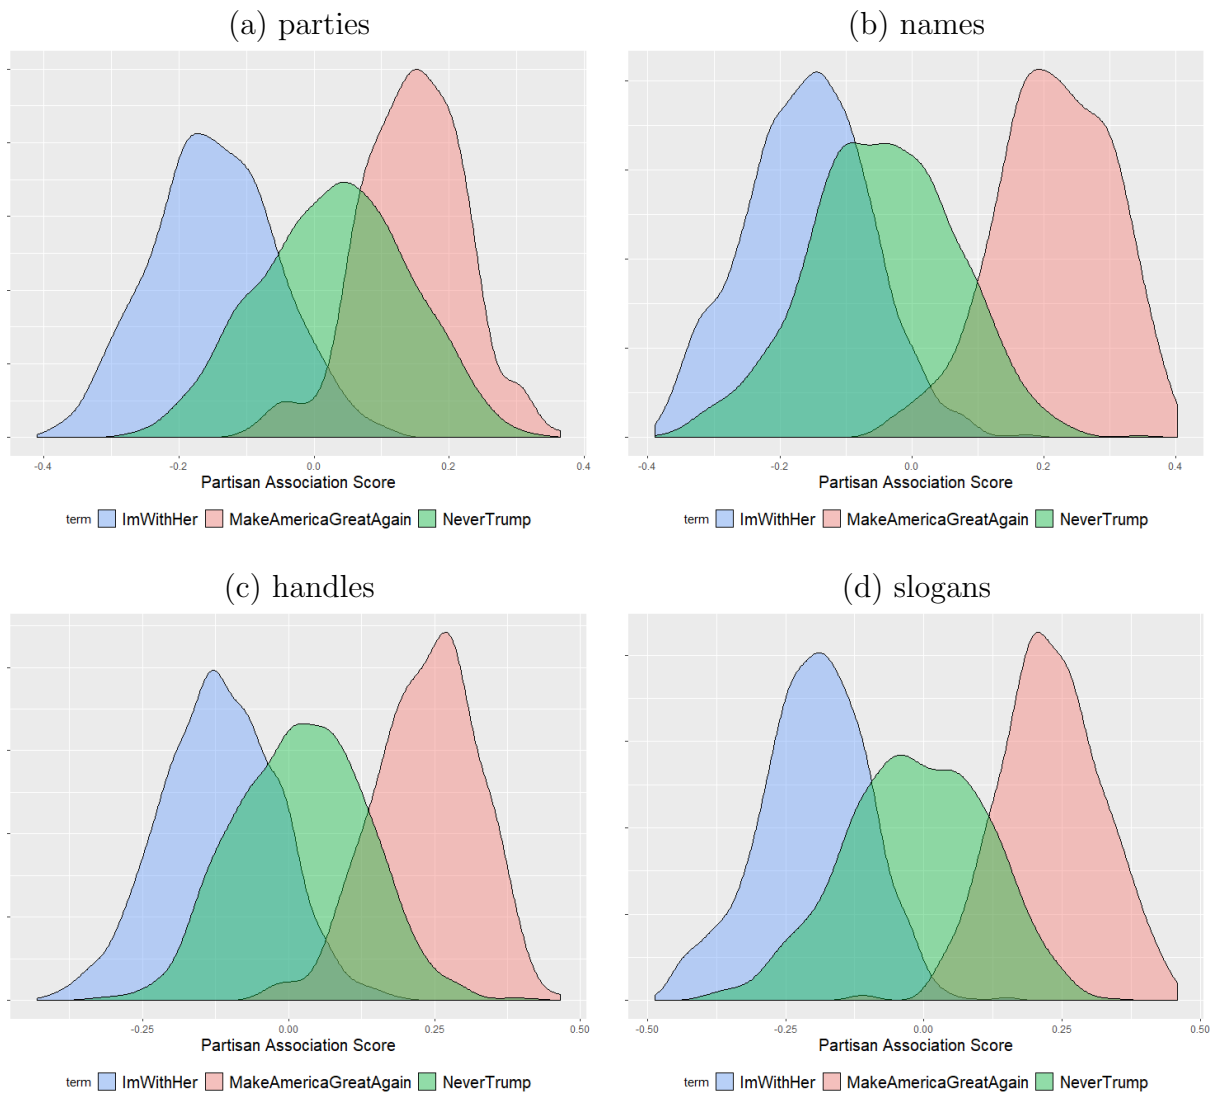 (a) parties
(b) names
-0.4 -0.2 0.0 0.2 0.4
-0.4 -0.2 0.0 0.2 0.4
Partisan Association Score
Partisan Association Score
term ImWithHer MakeAmericaGreatAgain NeverTrump
term ImWithHer MakeAmericaGreatAgain NeverTrump
(c) handles
(d) slogans
-0.25 0.00 0.25 0.50
-0.50 -0.25 0.00 0.25 0.50
Partisan Association Score
Partisan Association Score
term ImWithHer MakeAmericaGreatAgain NeverTrump
term ImWithHer MakeAmericaGreatAgain NeverTrump